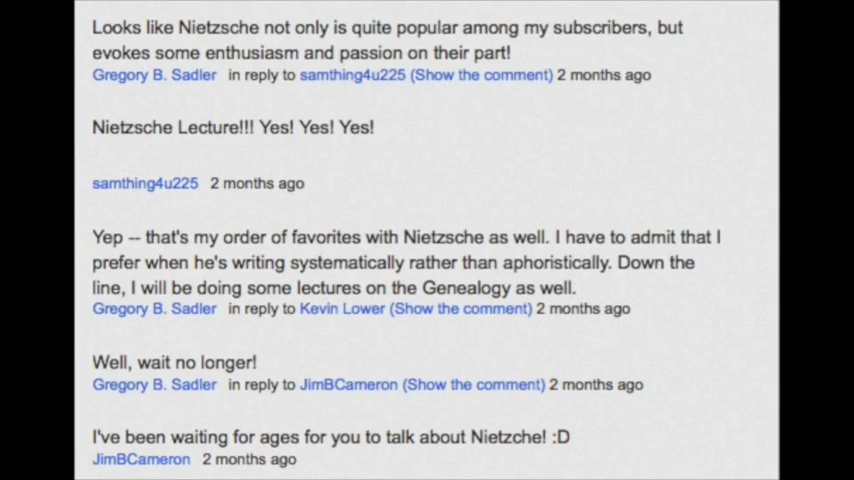 Looks like Nietzsche not only is quite popular among my subscribers, but
evokes some enthusiasm and passion on their part!
Gregory B. Sadler in reply to samthing4u225 (Show the comment) 2 months ago
Nietzsche Lecture!!! Yes! Yes! Yes!
samthing4u225 2 months ago
Yep -- that's my order of favorites with Nietzsche as well. I have to admit that I
prefer when he's writing systematically rather than aphoristically. Down the
line, I will be doing some lectures on the Genealogy as well.
Gregory B. Sadler in reply to Kevin Lower (Show the comment) 2 months ago
Well, wait no longer!
Gregory B. Sadler in reply to JimBCameron (Show the comment) 2 months ago
I've been waiting for ages for you to talk about Nietzche! :D
JimBCameron 2 months ago